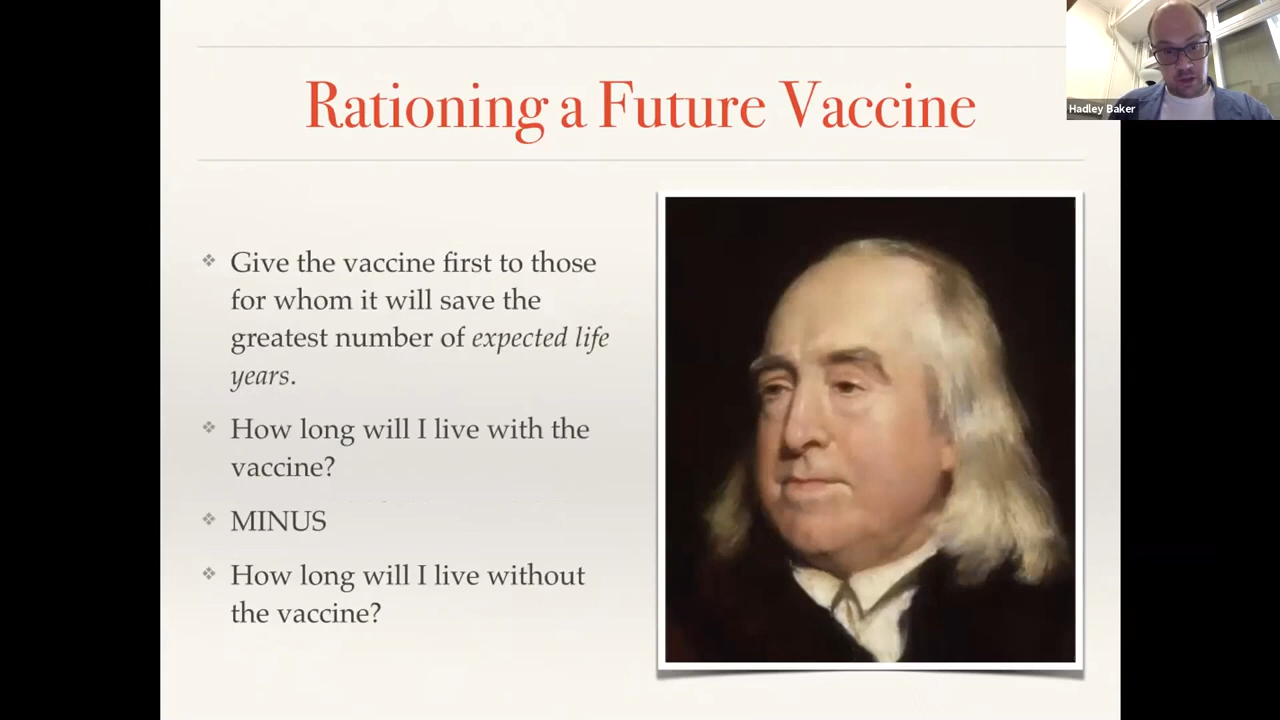 Rationing a Future Vaccine
Hadley Baker
❖ Give the vaccine first to those
for whom it will save the
greatest number of expected life
years.
❖ How long will I live with the
vaccine?
❖ MINUS
❖ How long will I live without
the vaccine?